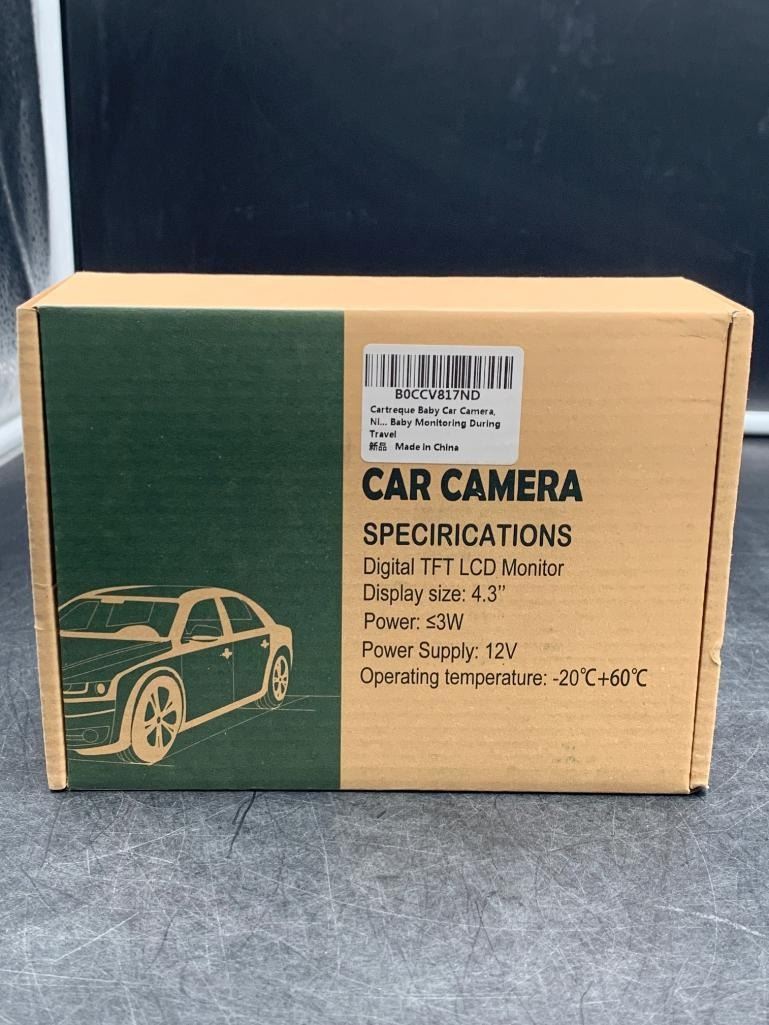 B0CCV817ND
Cartreque Baby Car Camera,
Ni... Baby Monitoring During
Travel
新品 Made in China
CAR CAMERA
SPECIRICATIONS
Digital TFT LCD Monitor
Display size: 4.3’’
Power: ≤3W
Power Supply: 12V
Operating temperature: -20℃+60℃